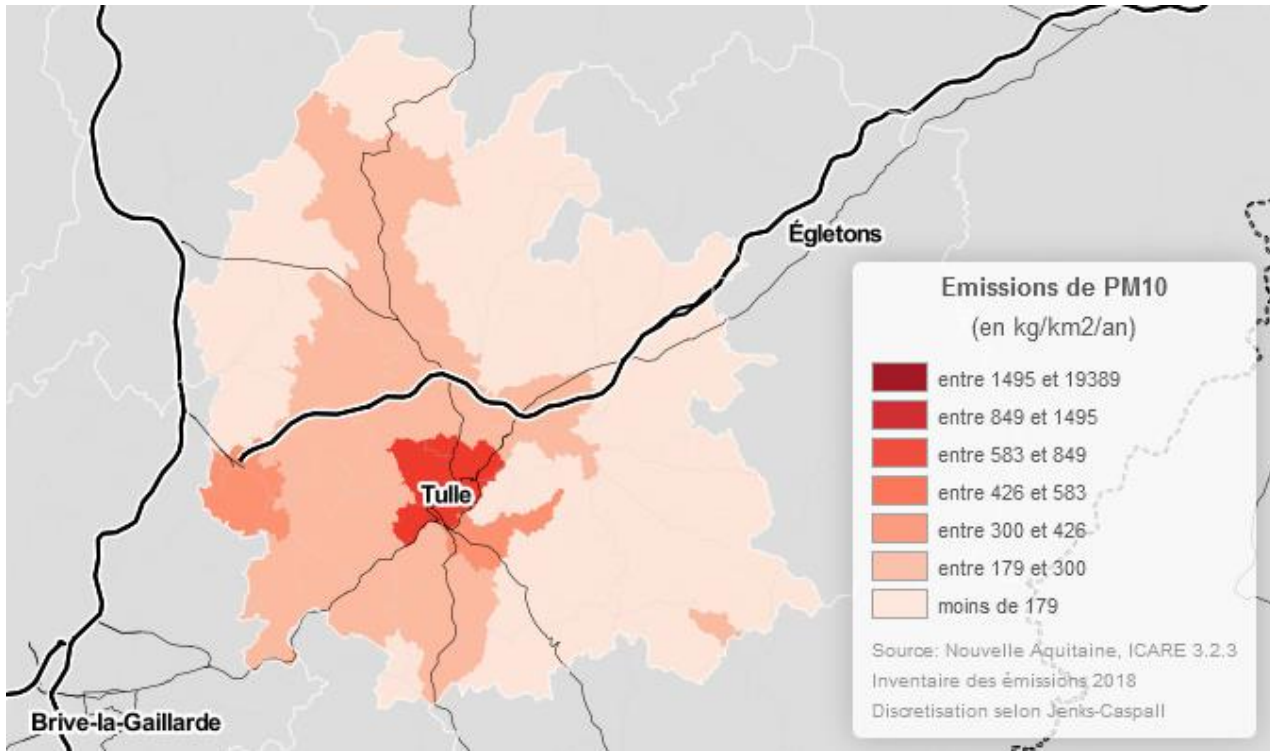 Égletons
Tulle
Brive-la-Gaillarde
Emissions de PM10
(en kg/km2/an)
entre 1495 et 19389
entre 849 et 1495
entre 583 et 849
entre 426 et 583
entre 300 et 426
entre 179 et 300
moins de 179
Source: Nouvelle Aquitaine, ICARE 3.2.3
Inventaire des émissions 2018
Discretisation selon Jenks-Caspall